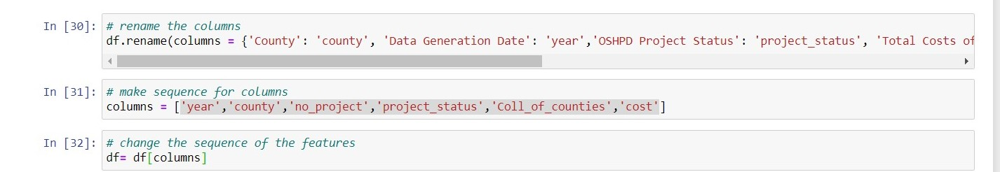 In [30]: # rename the columns
df.rename(columns = {'County': 'county', 'Data Generation Date': 'year','OSHPD Project Status': 'project_status', 'Total Costs of
In [31]: # make sequence for columns
columns = ['year','county','no_project','project_status','Coll_of_counties','cost']
In [32]: # change the sequence of the features
df= df[columns]